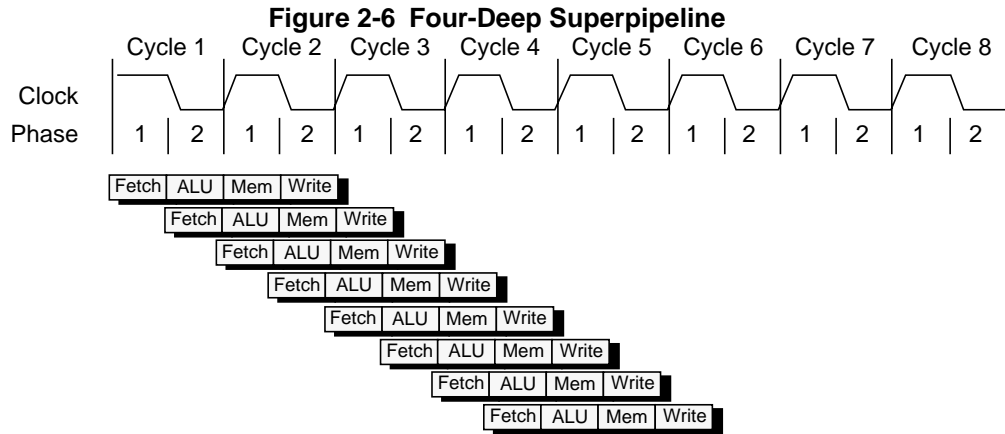 Figure 2-6 Four-Deep Superpipeline
Cycle 1 Cycle 2 Cycle 3 Cycle 4 Cycle 5 Cycle 6 Cycle 7 Cycle 8
Clock
Phase 1 2 1 2 1 2 1 2 1 2 1 2 1 2 1 2
Fetch ALU Mem Write
Fetch ALU Mem Write
Fetch ALU Mem Write
Fetch ALU Mem Write
Fetch ALU Mem Write
Fetch ALU Mem Write
Fetch ALU Mem Write
Fetch ALU Mem Write